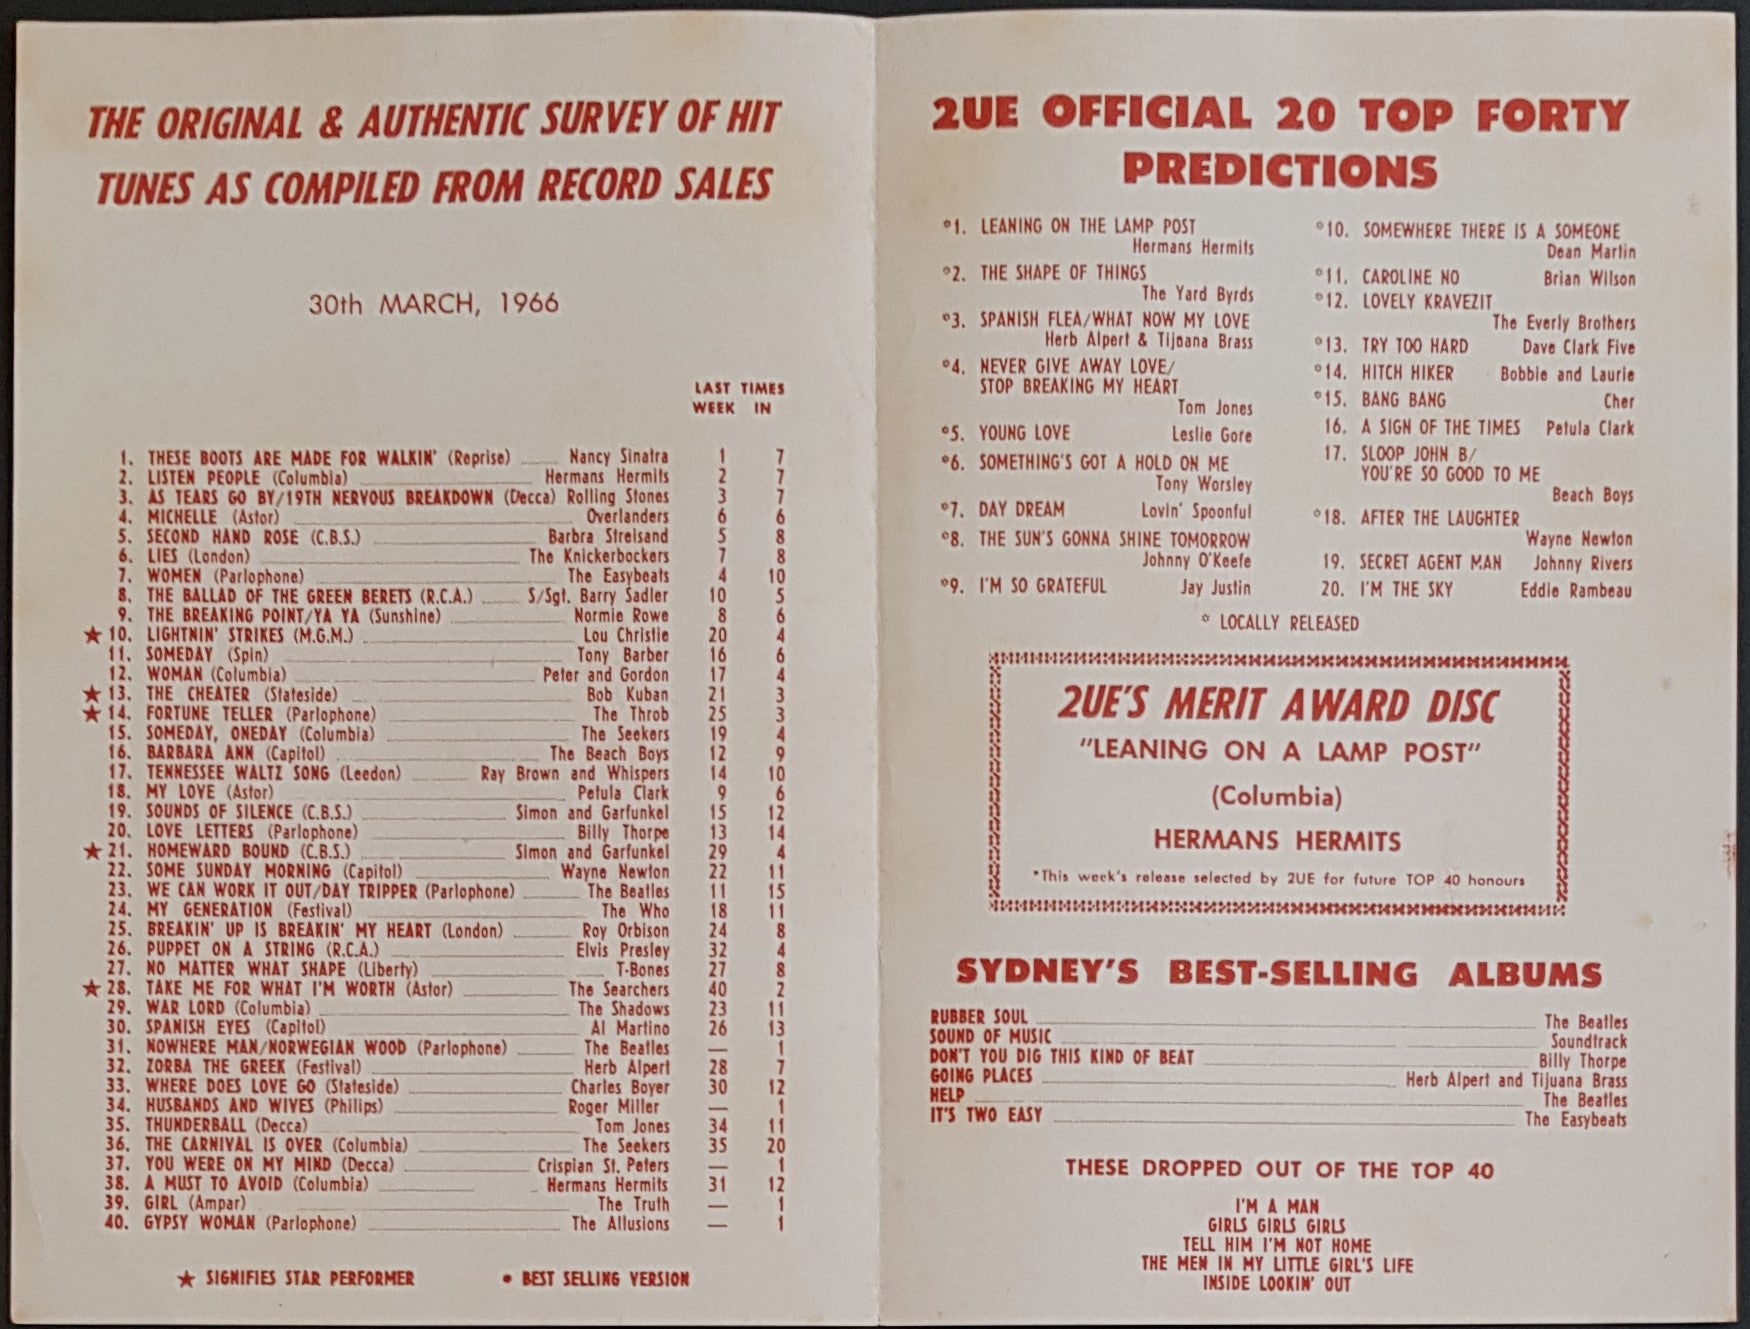 THE ORIGINAL & AUTHENTIC SURVEY OF HIT
TUNES AS COMPILED FROM RECORD SALES
30th MARCH, 1966
LAST TIMES
WEEK IN
1. THESE BOOTS ARE MADE FOR WALKIN' (Reprise) Nancy Sinatra 1 7
2. LISTEN PEOPLE (Columbia) Hermans Hermits 2 7
3. AS TEARS GO BY/19TH NERVOUS BREAKDOWN (Decca) Rolling Stones 3 7
4. MICHELLE (Astor) Overlanders 6 6
5. SECOND HAND ROSE (C.B.S.) Barbra Streisand 5 8
6. LIES (London) The Knickerbockers 7 8
7. WOMEN (Parlophone) The Easybeats 4 10
8. THE BALLAD OF THE GREEN BERETS (R.C.A.) S/Sgt. Barry Sadler 10 5
9. THE BREAKING POINT/YA YA (Sunshine) Normie Rowe 8 6
★ 10. LIGHTNIN' STRIKES (M.G.M.) Lou Christie 20 4
11. SOMEDAY (Spin) Tony Barber 16 6
12. WOMAN (Columbia) Peter and Gordon 17 4
★ 13. THE CHEATER (Stateside) Bob Kuban 21 3
★ 14. FORTUNE TELLER (Parlophone) The Throb 25 3
15. SOMEDAY, ONEDAY (Columbia) The Seekers 19 4
16. BARBARA ANN (Capitol) The Beach Boys 12 9
17. TENNESSEE WALTZ SONG (Leedon) Ray Brown and Whispers 14 10
18. MY LOVE (Astor) Petula Clark 9 6
19. SOUNDS OF SILENCE (C.B.S.) Simon and Garfunkel 15 12
20. LOVE LETTERS (Parlophone) Billy Thorpe 13 14
★ 21. HOMEWARD BOUND (C.B.S.) Simon and Garfunkel 29 4
22. SOME SUNDAY MORNING (Capitol) Wayne Newton 22 11
23. WE CAN WORK IT OUT/DAY TRIPPER (Parlophone) The Beatles 11 15
24. MY GENERATION (Festival) The Who 18 11
25. BREAKIN' UP IS BREAKIN' MY HEART (London) Roy Orbison 24 8
26. PUPPET ON A STRING (R.C.A.) Elvis Presley 32 4
27. NO MATTER WHAT SHAPE (Liberty) T-Bones 27 8
★ 28. TAKE ME FOR WHAT I'M WORTH (Astor) The Searchers 40 2
29. WAR LORD (Columbia) The Shadows 23 11
30. SPANISH EYES (Capitol) Al Martino 26 13
31. NOWHERE MAN/NORWEGIAN WOOD (Parlophone) The Beatles — 1
32. ZORBA THE GREEK (Festival) Herb Alpert 28 7
33. WHERE DOES LOVE GO (Stateside) Charles Boyer 30 12
34. HUSBANDS AND WIVES (Philips) Roger Miller — 1
35. THUNDERBALL (Decca) Tom Jones 34 11
36. THE CARNIVAL IS OVER (Columbia) The Seekers 35 20
37. YOU WERE ON MY MIND (Decca) Crispian St. Peters — 1
38. A MUST TO AVOID (Columbia) Hermans Hermits 31 12
39. GIRL (Ampar) The Truth — 1
40. GYPSY WOMAN (Parlophone) The Allusions — 1
★ SIGNIFIES STAR PERFORMER • BEST SELLING VERSION
2UE OFFICIAL 20 TOP FORTY
PREDICTIONS
*1. LEANING ON THE LAMP POST
Hermans Hermits
*2. THE SHAPE OF THINGS
The Yard Byrds
*3. SPANISH FLEA/WHAT NOW MY LOVE
Herb Alpert & Tijuana Brass
*4. NEVER GIVE AWAY LOVE/
STOP BREAKING MY HEART
Tom Jones
*5. YOUNG LOVE Leslie Gore
*6. SOMETHING'S GOT A HOLD ON ME
Tony Worsley
*7. DAY DREAM Lovin' Spoonful
*8. THE SUN'S GONNA SHINE TOMORROW
Johnny O'Keefe
*9. I'M SO GRATEFUL Jay Justin
*10. SOMEWHERE THERE IS A SOMEONE
Dean Martin
*11. CAROLINE NO Brian Wilson
*12. LOVELY KRAVEZIT
The Everly Brothers
*13. TRY TOO HARD Dave Clark Five
*14. HITCH HIKER Bobbie and Laurie
*15. BANG BANG Cher
16. A SIGN OF THE TIMES Petula Clark
17. SLOOP JOHN B/
YOU'RE SO GOOD TO ME
Beach Boys
*18. AFTER THE LAUGHTER
Wayne Newton
19. SECRET AGENT MAN Johnny Rivers
20. I'M THE SKY Eddie Rambeau
* LOCALLY RELEASED
2UE'S MERIT AWARD DISC
"LEANING ON A LAMP POST"
(Columbia)
HERMANS HERMITS
*This week's release selected by 2UE for future TOP 40 honours
SYDNEY'S BEST-SELLING ALBUMS
RUBBER SOUL The Beatles
SOUND OF MUSIC Soundtrack
DON'T YOU DIG THIS KIND OF BEAT Billy Thorpe
GOING PLACES Herb Alpert and Tijuana Brass
HELP The Beatles
IT'S TWO EASY The Easybeats
THESE DROPPED OUT OF THE TOP 40
I'M A MAN
GIRLS GIRLS GIRLS
TELL HIM I'M NOT HOME
THE MEN IN MY LITTLE GIRL'S LIFE
INSIDE LOOKIN' OUT